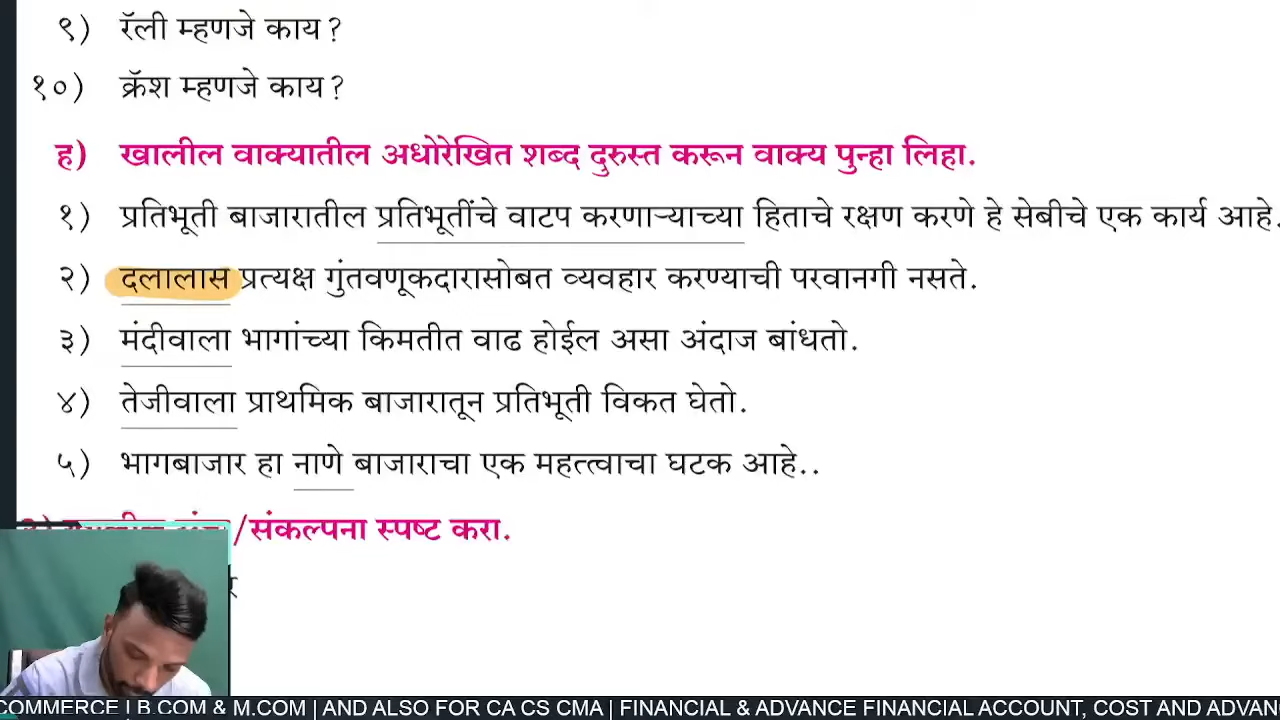 ९) रॅली म्हणजे काय?
१०) क्रॅश म्हणजे काय?
ह) खालील वाक्यातील अधोरेखित शब्द दुरुस्त करून वाक्य पुन्हा लिहा.
१) प्रतिभूती बाजारातील प्रतिभूतींचे वाटप करणाऱ्याच्या हिताचे रक्षण करणे हे सेबीचे एक कार्य आहे.
२) दलालास प्रत्यक्ष गुंतवणूकदारासोबत व्यवहार करण्याची परवानगी नसते.
३) मंदीवाला भागांच्या किमतीत वाढ होईल असा अंदाज बांधतो.
४) तेजीवाला प्राथमिक बाजारातून प्रतिभूती विकत घेतो.
५) भागबाजार हा नाणे बाजाराचा एक महत्त्वाचा घटक आहे..
/संकल्पना स्पष्ट करा.
COMMERCE | B.COM & M.COM | AND ALSO FOR CA CS CMA | FINANCIAL & ADVANCE FINANCIAL ACCOUNT, COST AND ADVAN